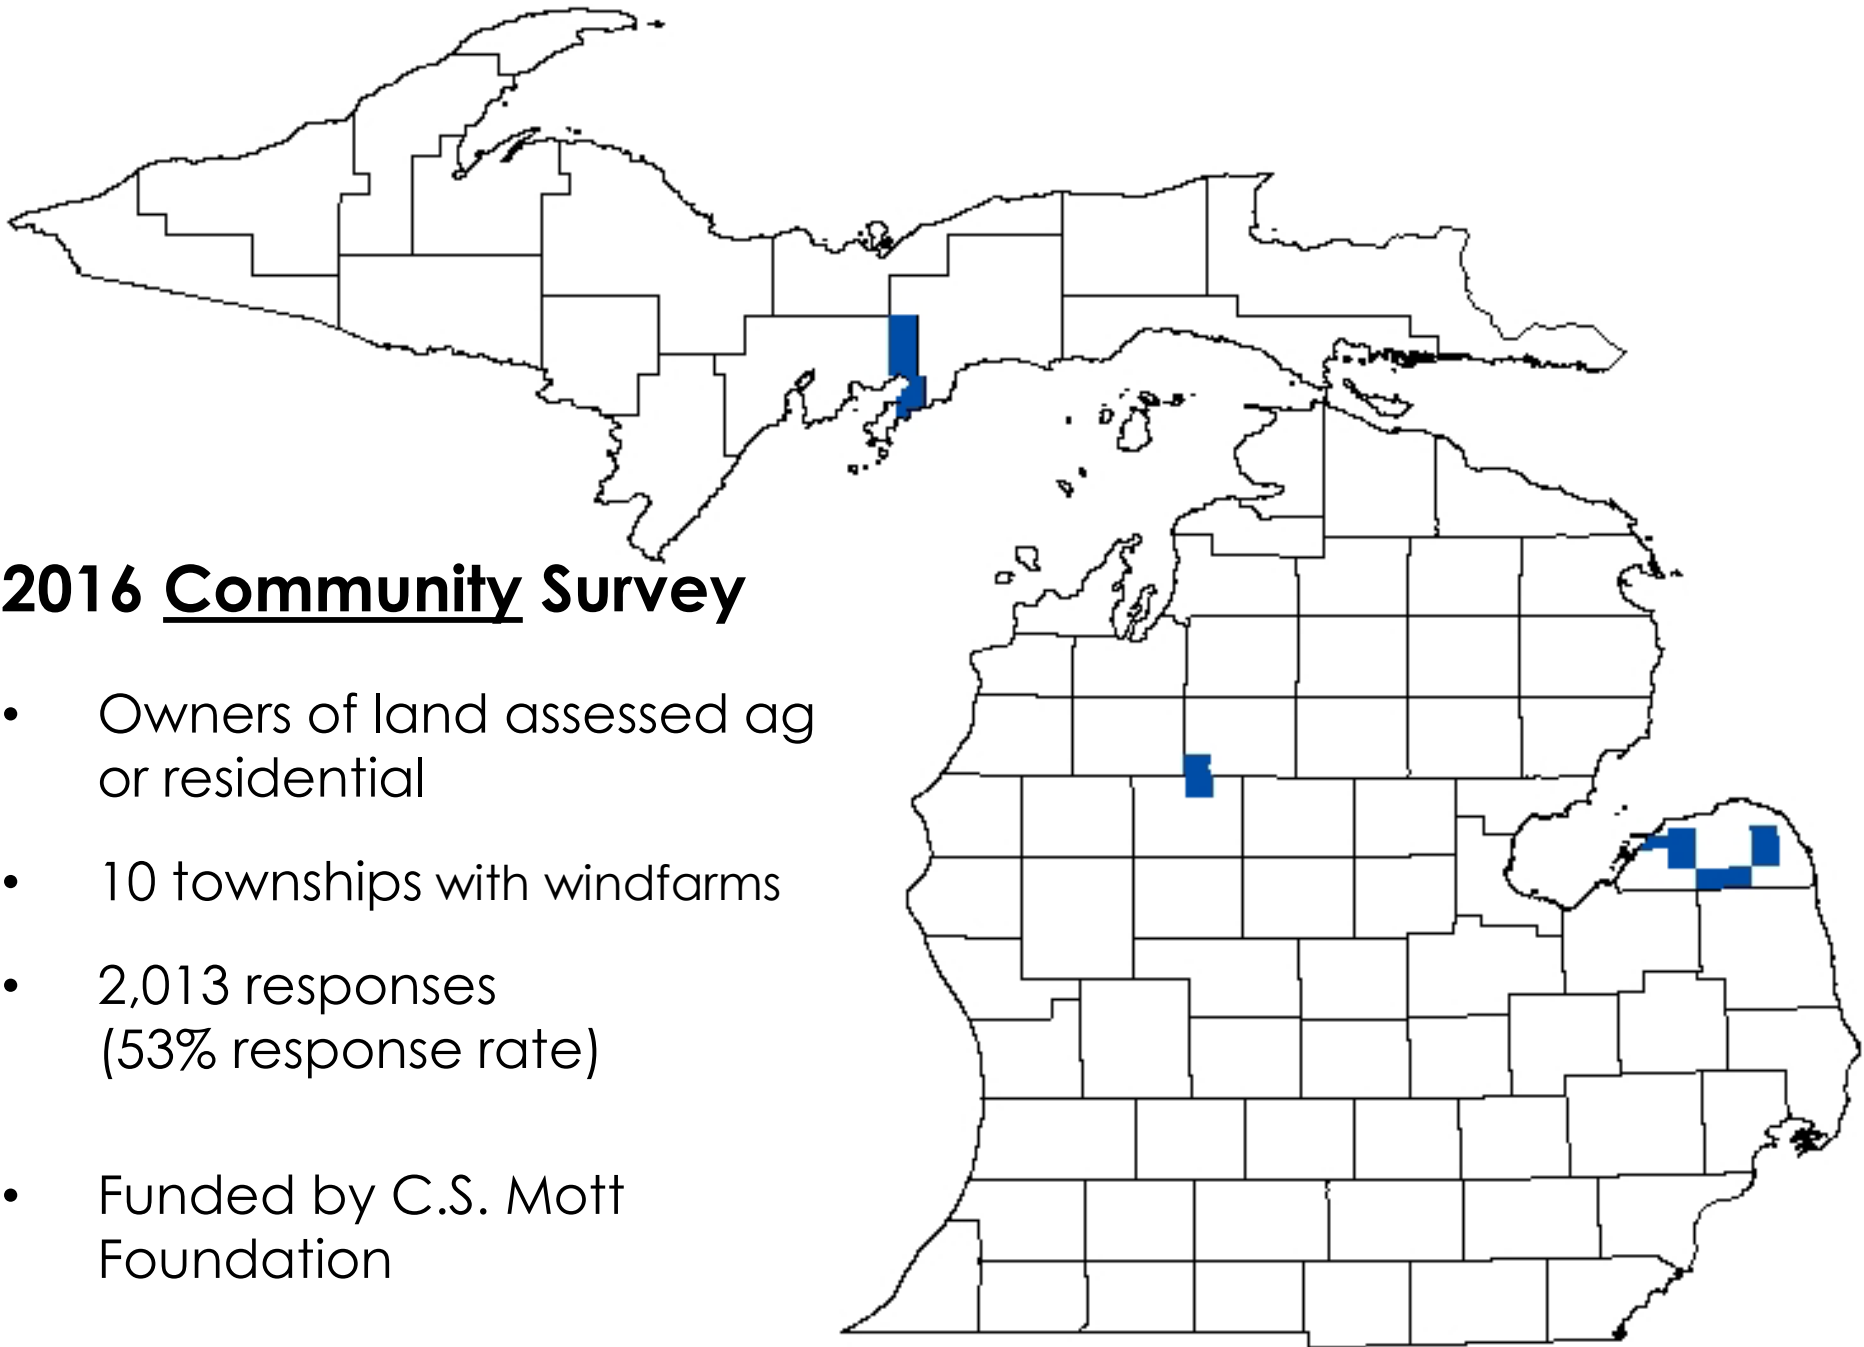 2016 Community Survey
• Owners of land assessed ag
or residential
• 10 townships with windfarms
• 2,013 responses
(53% response rate)
• Funded by C.S. Mott
Foundation